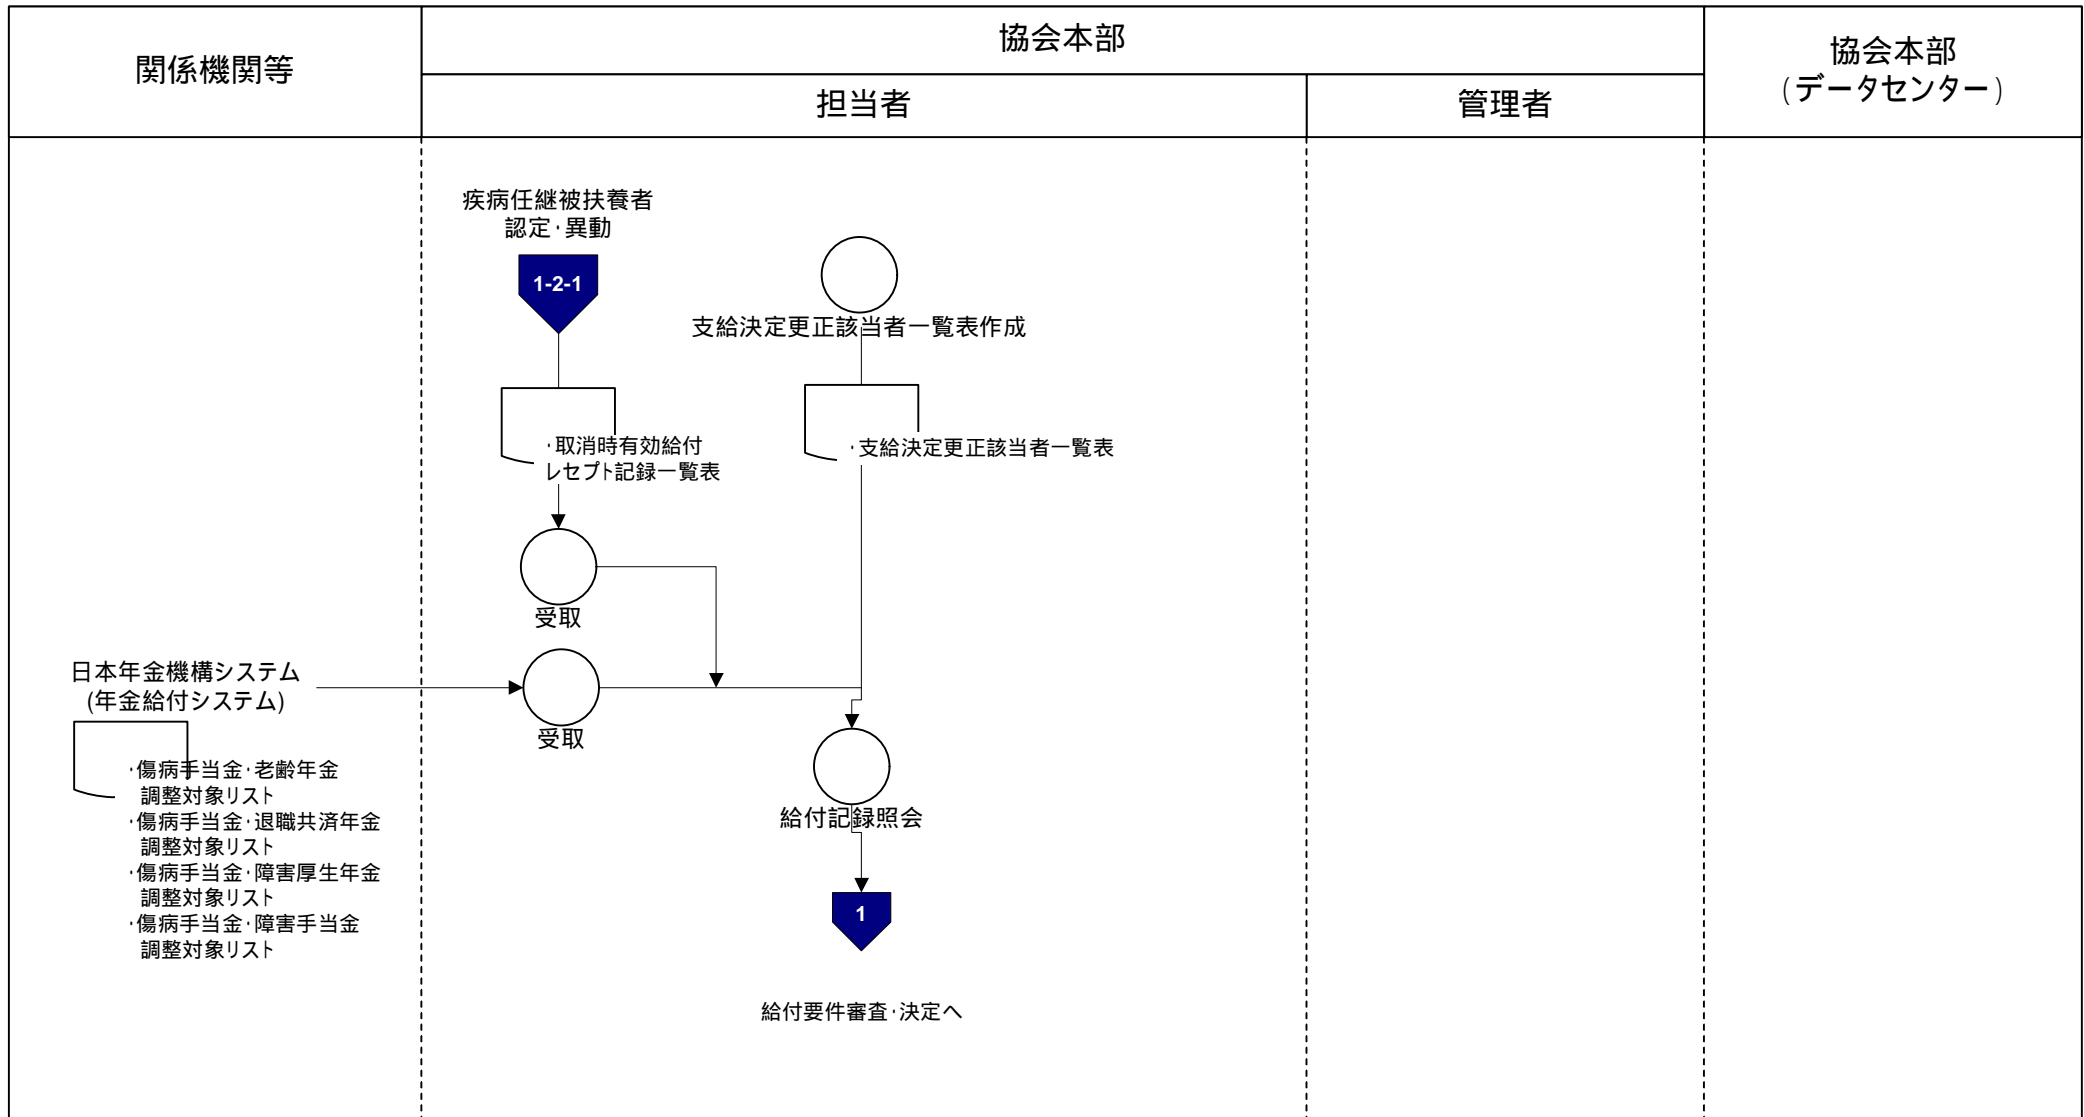 関係機関等
協会本部
担当者
管理者
協会本部
(データセンター)
疾病任継被扶養者
認定・異動
1-2-1
支給決定更正該当者一覧表作成
・取消時有効給付
レセプト記録一覧表
・支給決定更正該当者一覧表
受取
日本年金機構システム
(年金給付システム)
受取
・傷病手当金・老齢年金
調整対象リスト
・傷病手当金・退職共済年金
調整対象リスト
・傷病手当金・障害厚生年金
調整対象リスト
・傷病手当金・障害手当金
調整対象リスト
給付記録照会
1
給付要件審査・決定へ